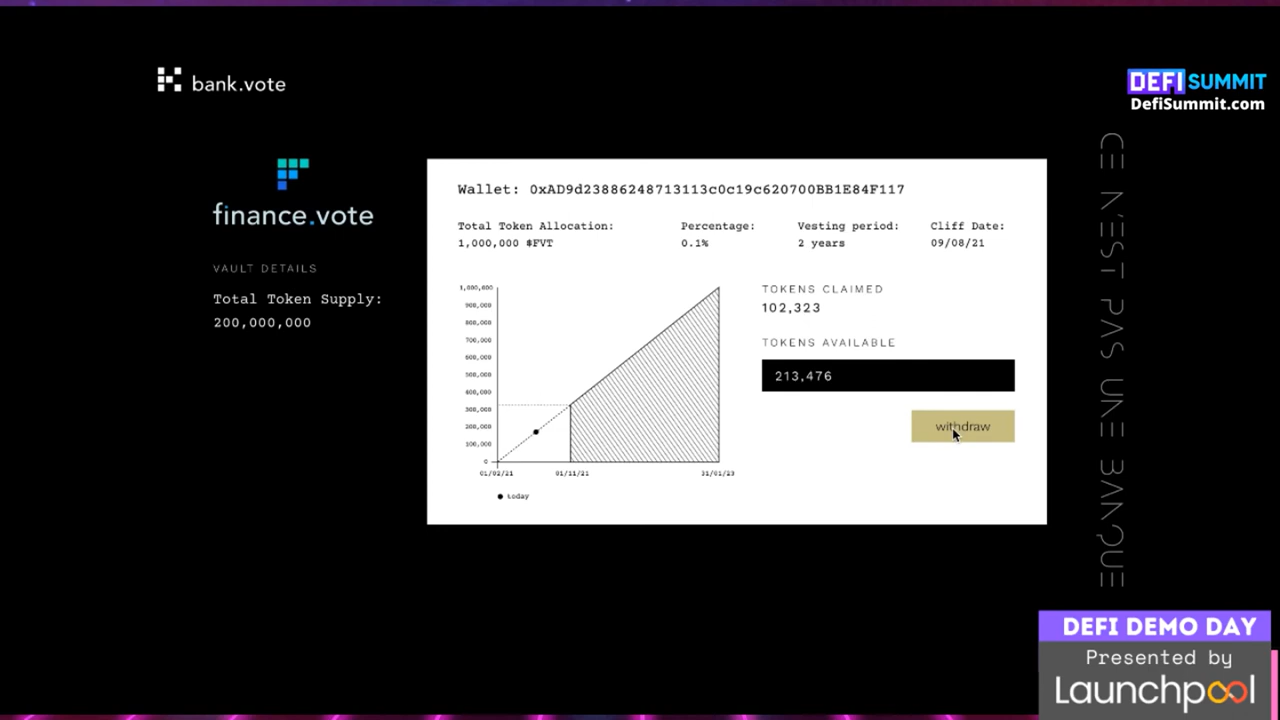 bank.vote
DEFI SUMMIT
DefiSummit.com
finance.vote
VAULT DETAILS
Total Token Supply:
200,000,000
Wallet: 0xAD9d23886248713113c0c19c620700BB1E84F117
Total Token Allocation:
1,000,000 $FVT
Percentage:
0.1%
Vesting period:
2 years
Cliff Date:
09/08/21
1,000,000
900,000
800,000
700,000
600,000
500,000
400,000
300,000
200,000
100,000
0
01/02/21
01/11/21
31/01/23
today
TOKENS CLAIMED
102,323
TOKENS AVAILABLE
213,476
withdraw
CE N'EST PAS UNE BANQUE
DEFI DEMO DAY
Presented by
Launchpool